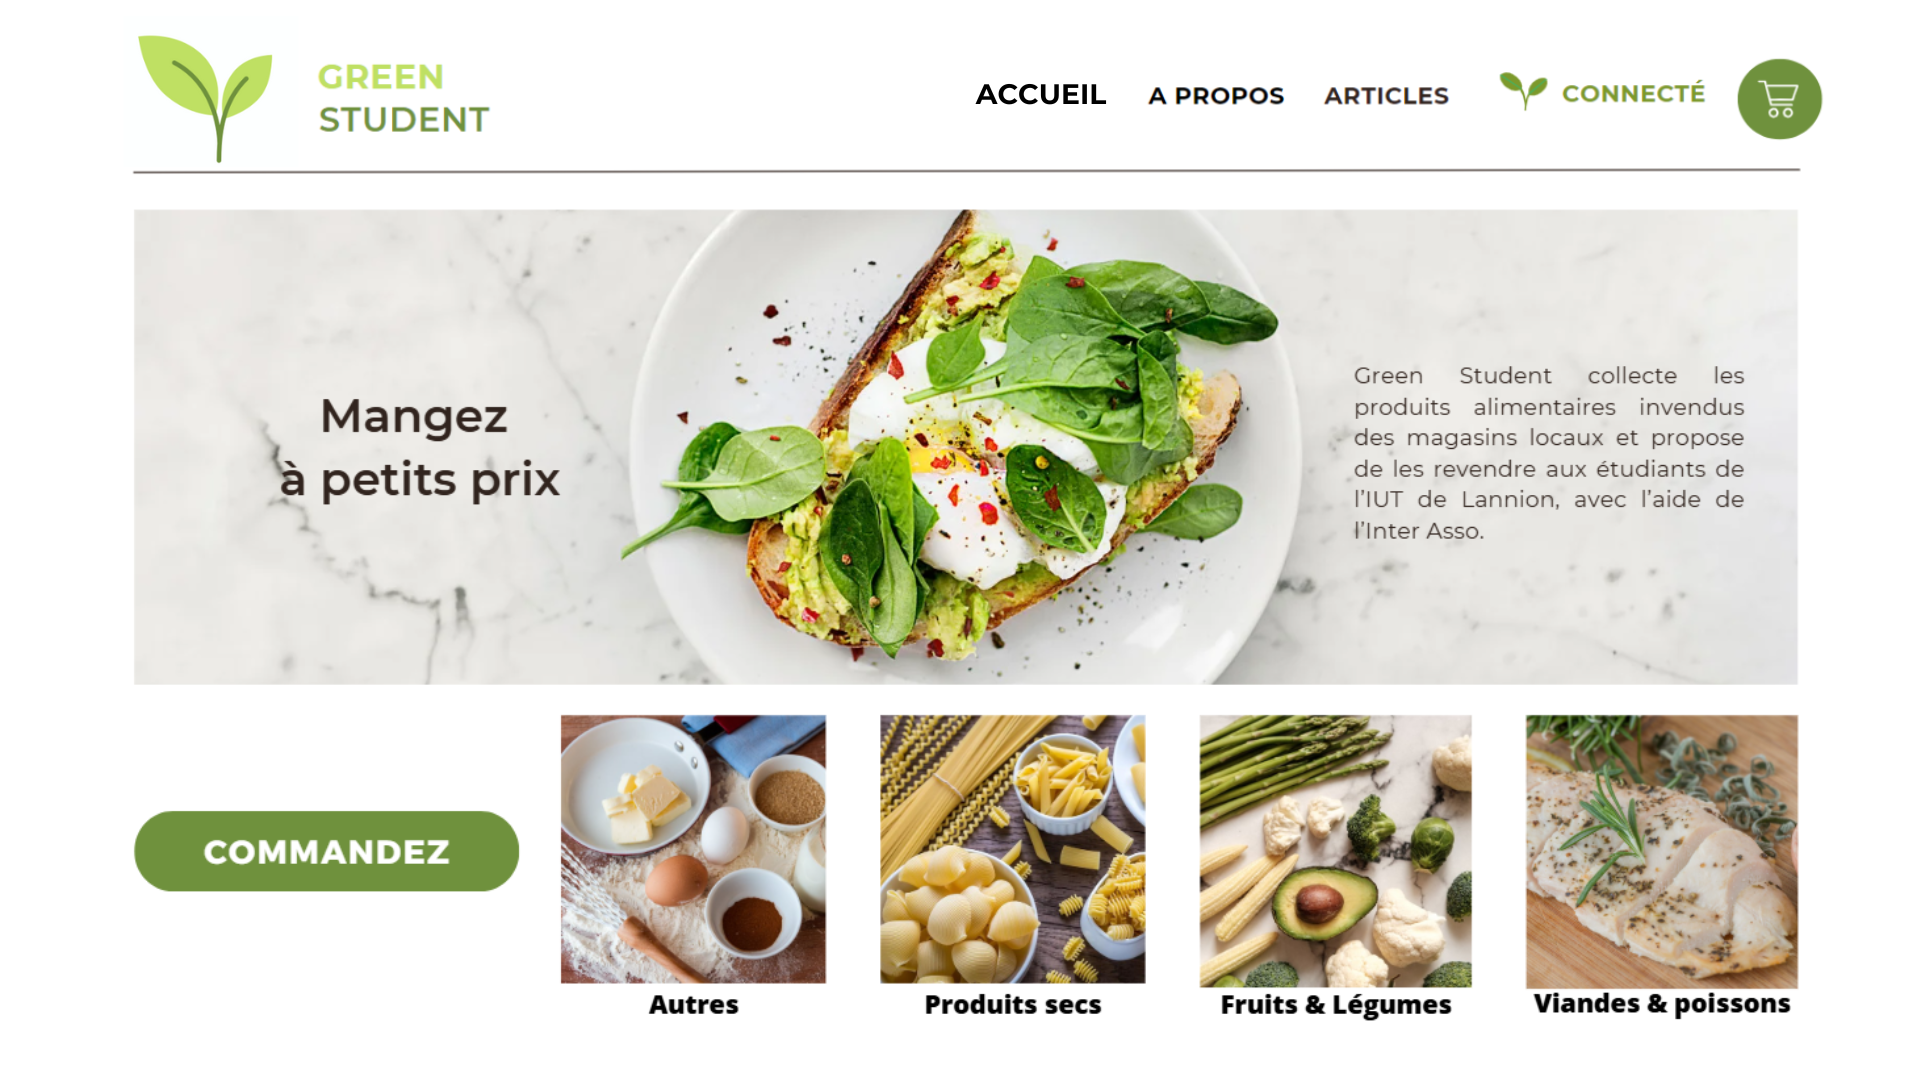 GREEN
STUDENT
ACCUEIL
A PROPOS
ARTICLES
CONNECTÉ
Mangez
à petits prix
Green Student collecte les
produits alimentaires invendus
des magasins locaux et propose
de les revendre aux étudiants de
l'IUT de Lannion, avec l'aide de
l'Inter Asso.
COMMANDEZ
Autres
Produits secs
Fruits & Légumes
Viandes & poissons